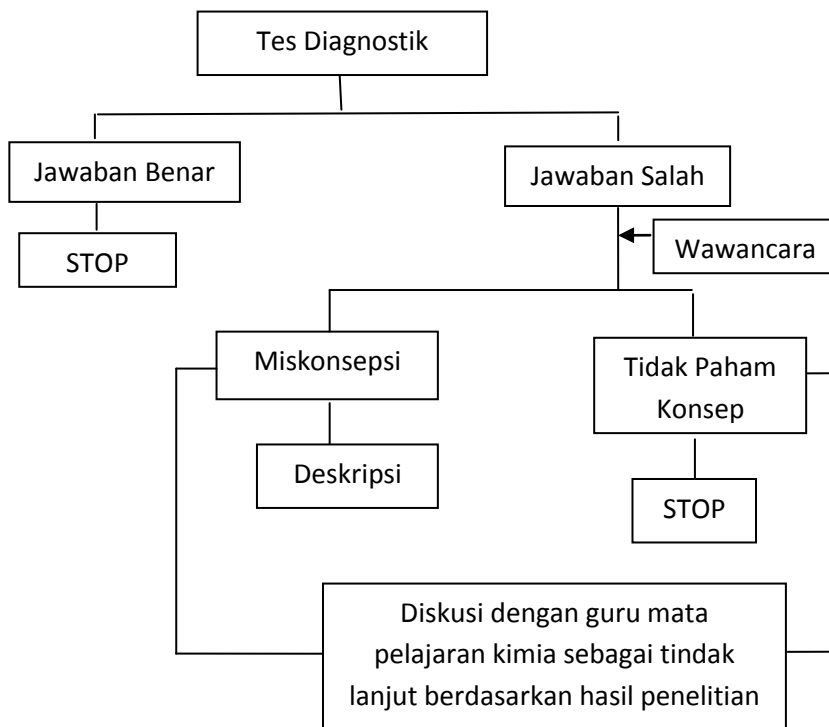 Tes Diagnostik
Jawaban Benar
Jawaban Salah
STOP
Wawancara
Miskonsepsi
Tidak Paham
Konsep
Deskripsi
STOP
Diskusi dengan guru mata
pelajaran kimia sebagai tindak
lanjut berdasarkan hasil penelitian